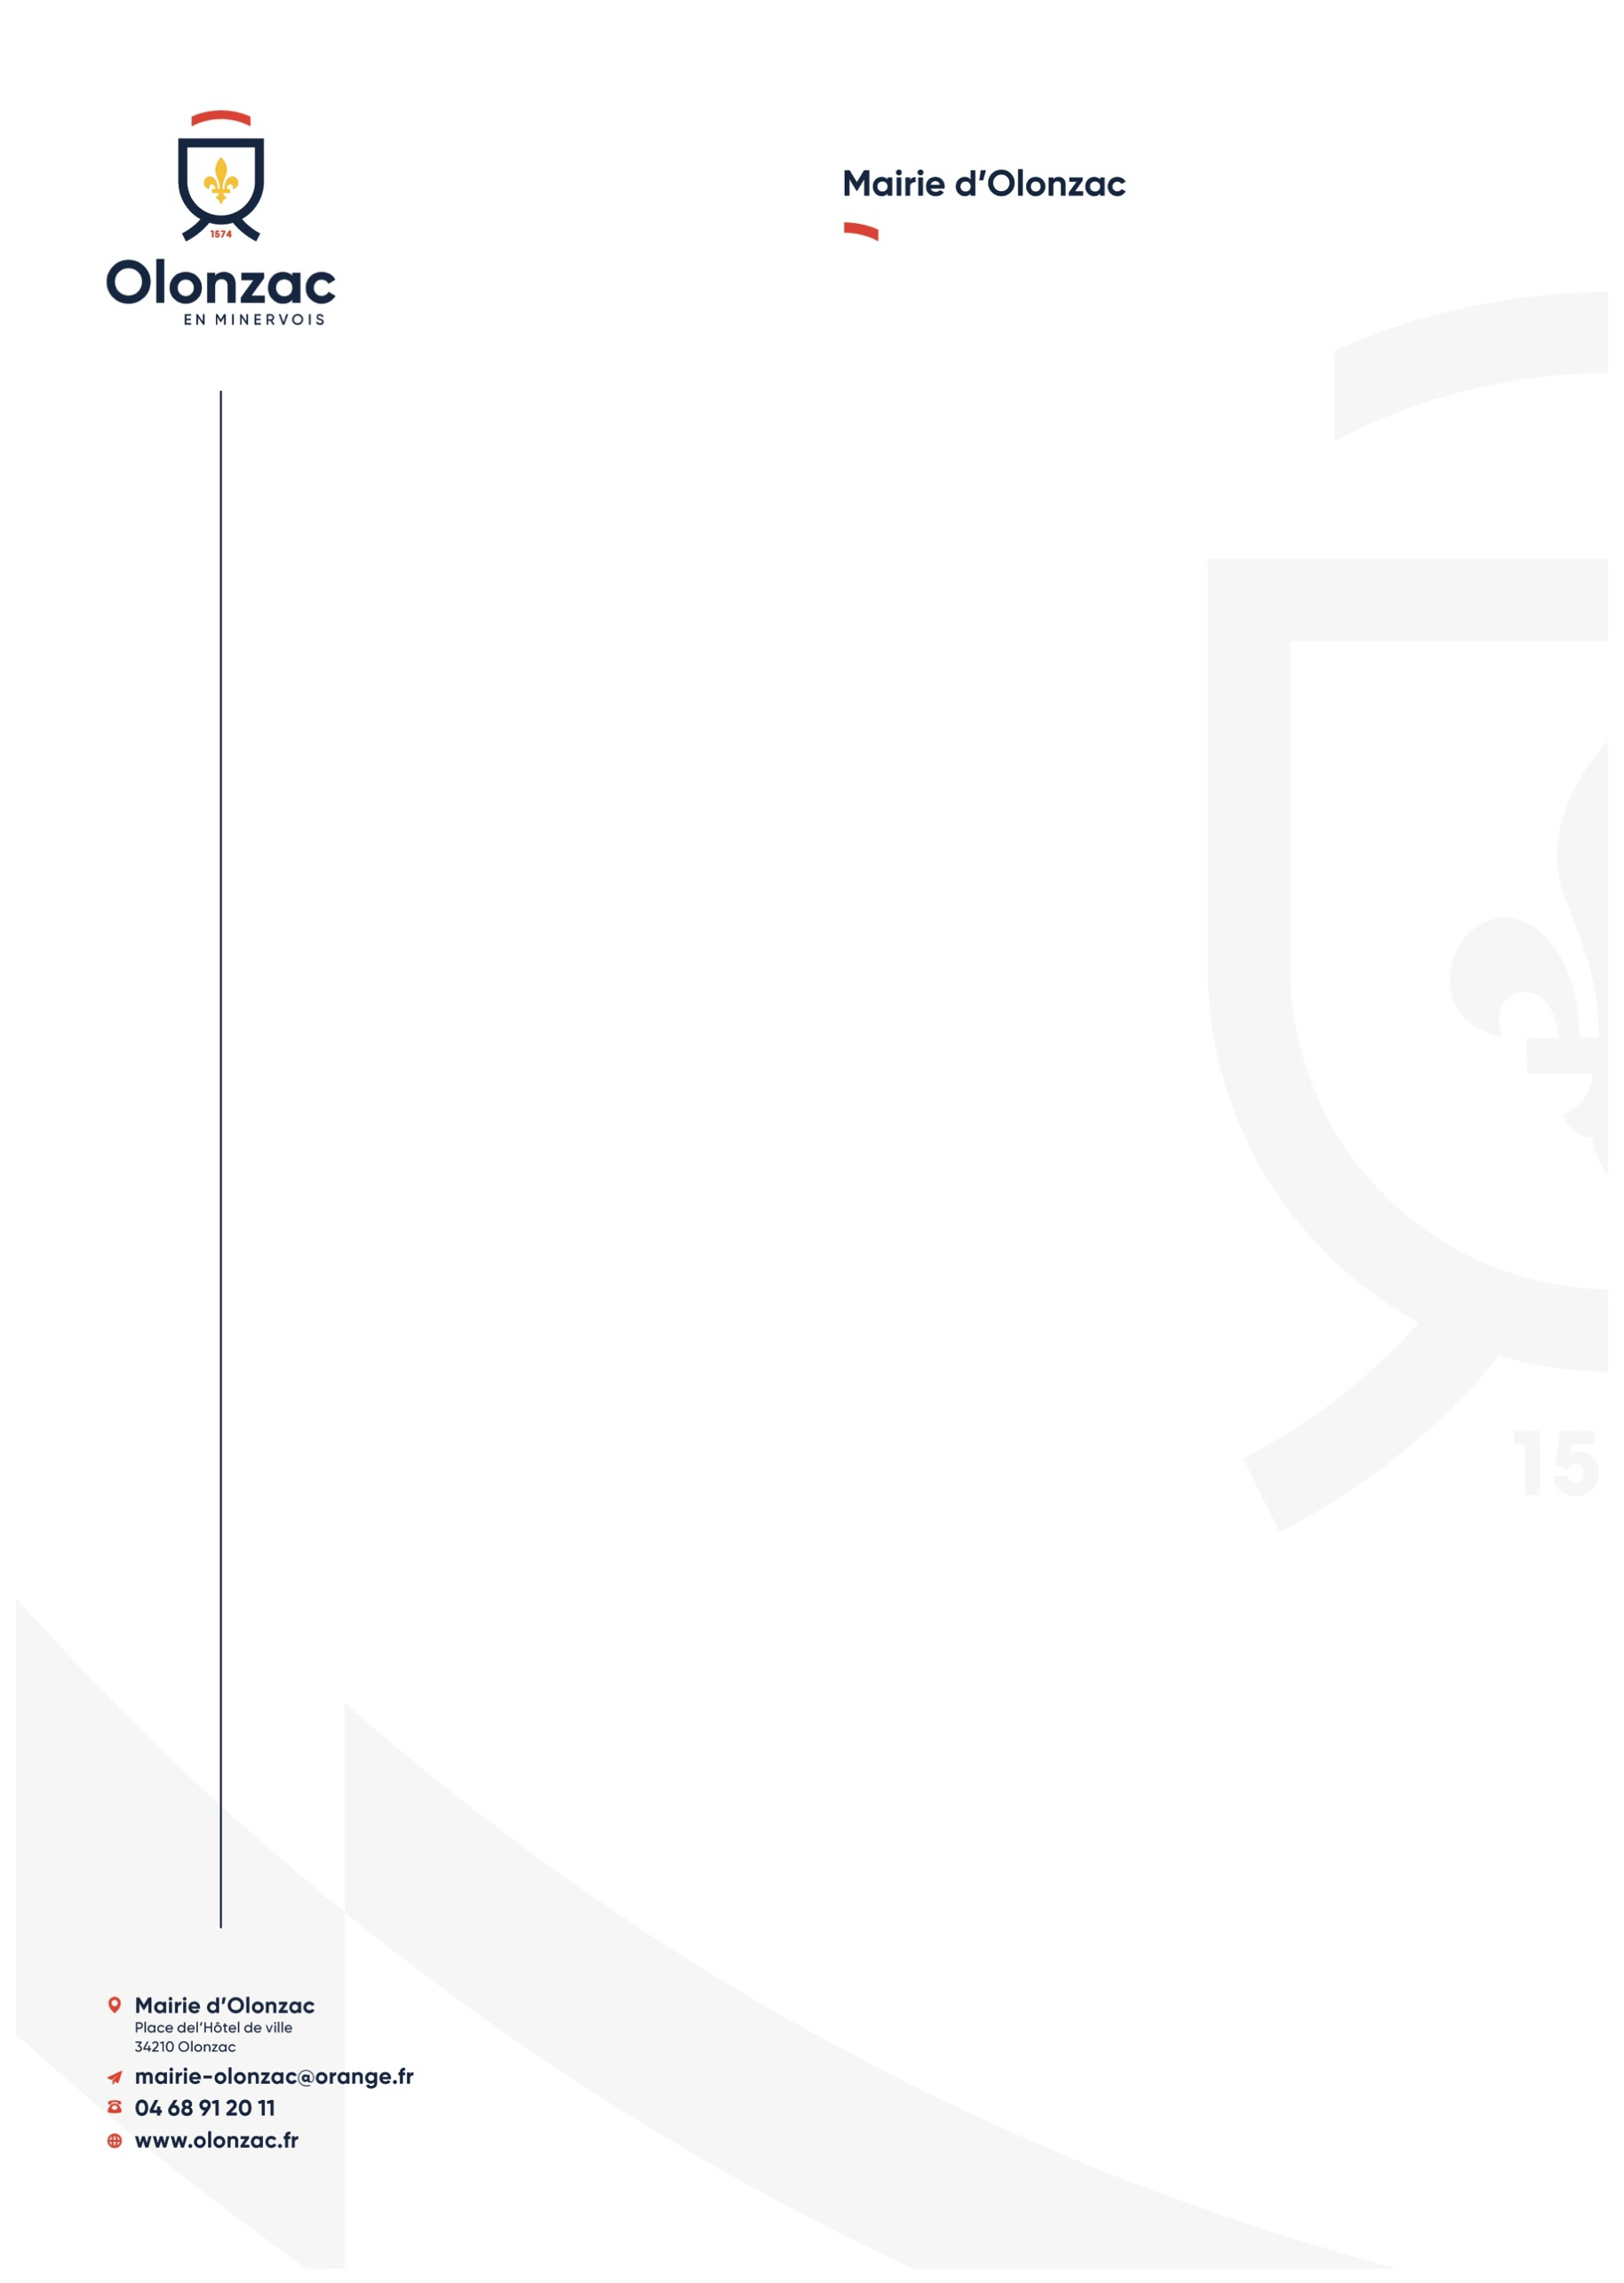 1574
Olonzac
EN MINERVOIS
Mairie d’Olonzac
15
Mairie d’Olonzac
Place del’Hôtel de ville
34210 Olonzac
mairie-olonzac@orange.fr
04 68 91 20 11
www.olonzac.fr